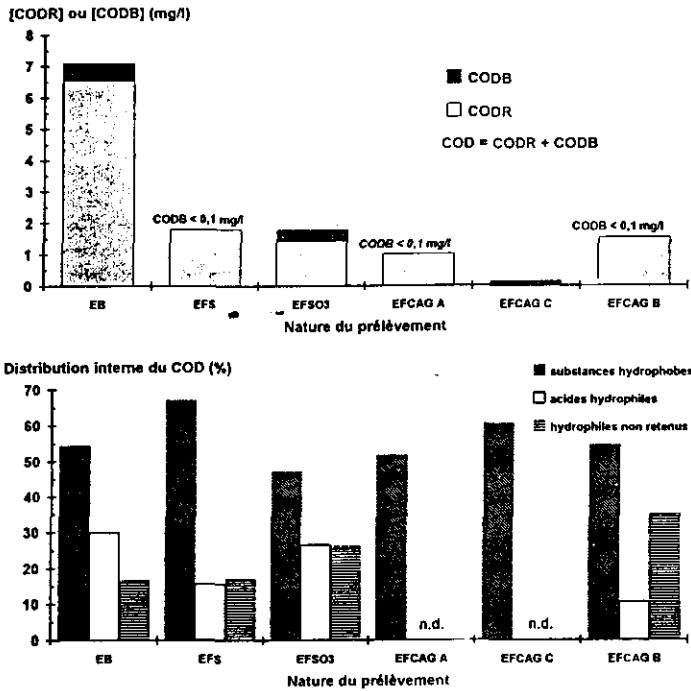 [CODR] ou [CODB] (mg/l)
8
7
6
5
4
3
2
1
0
CODB
CODR
COD = CODR + CODB
CODB < 0,1 mg/l
CODB < 0,1 mg/l
CODB < 0,1 mg/l
EB EFS EFSO3 EFCAG A EFCAG C EFCAG B
Nature du prélèvement
Distribution interne du COD (%)
70
60
50
40
30
20
10
0
substances hydrophobes
acides hydrophiles
hydrophiles non retenus
n.d. n.d.
EB EFS EFSO3 EFCAG A EFCAG C EFCAG B
Nature du prélèvement